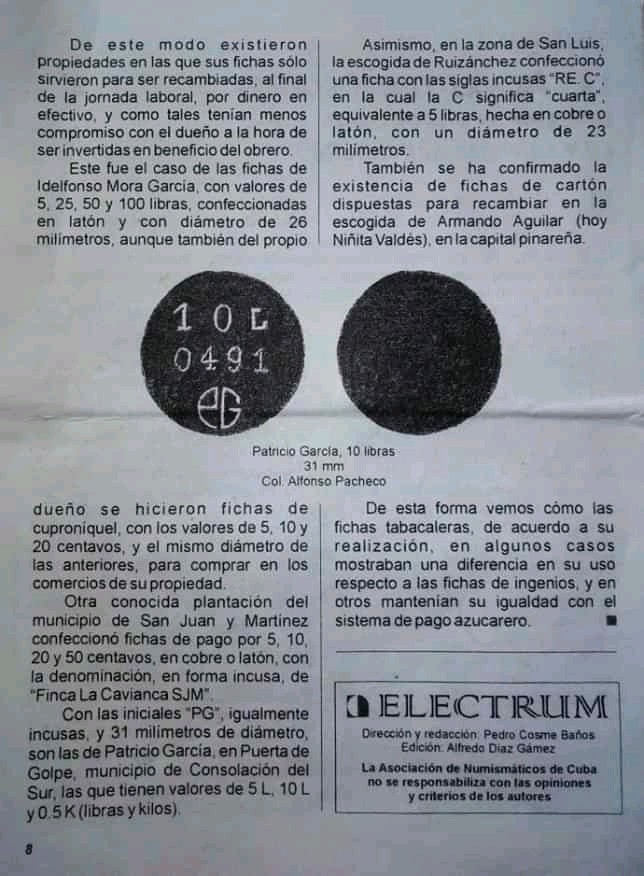 De este modo existieron
propiedades en las que sus fichas sólo
sirvieron para ser recambiadas, al final
de la jornada laboral, por dinero en
efectivo, y como tales tenían menos
compromiso con el dueño a la hora de
ser invertidas en beneficio del obrero.
Este fue el caso de las fichas de
Idelfonso Mora García, con valores de
5, 25, 50 y 100 libras, confeccionadas
en latón y con diámetro de 26
milímetros, aunque también del propio
dueño se hicieron fichas de
cuproníquel, con los valores de 5, 10 y
20 centavos, y el mismo diámetro de
las anteriores, para comprar en los
comercios de su propiedad.
Otra conocida plantación del
municipio de San Juan y Martínez
confeccionó fichas de pago por 5, 10,
20 y 50 centavos, en cobre o latón, con
la denominación, en forma incusa, de
“Finca La Cavianca SJM”.
Con las iniciales “PG”, igualmente
incusas, y 31 milímetros de diámetro,
son las de Patricio García, en Puerta de
Golpe, municipio de Consolación del
Sur, las que tienen valores de 5 L, 10 L
y 0.5 K (libras y kilos).
Asimismo, en la zona de San Luis,
la escogida de Ruizánchez confeccionó
una ficha con las siglas incusas “RE. C”,
en la cual la C significa “cuarta”,
equivalente a 5 libras, hecha en cobre o
latón, con un diámetro de 23
milímetros.
También se ha confirmado la
existencia de fichas de cartón
dispuestas para recambiar en la
escogida de Armando Aguilar (hoy
Niñita Valdés), en la capital pinareña.
10 L
0491
PG
Patricio García, 10 libras
31 mm
Col. Alfonso Pacheco
De esta forma vemos cómo las
fichas tabacaleras, de acuerdo a su
realización, en algunos casos
mostraban una diferencia en su uso
respecto a las fichas de ingenios, y en
otros mantenían su igualdad con el
sistema de pago azucarero.
ELECTRUM
Dirección y redacción: Pedro Cosme Baños
Edición: Alfredo Díaz Gámez
La Asociación de Numismáticos de Cuba
no se responsabiliza con las opiniones
y criterios de los autores
8